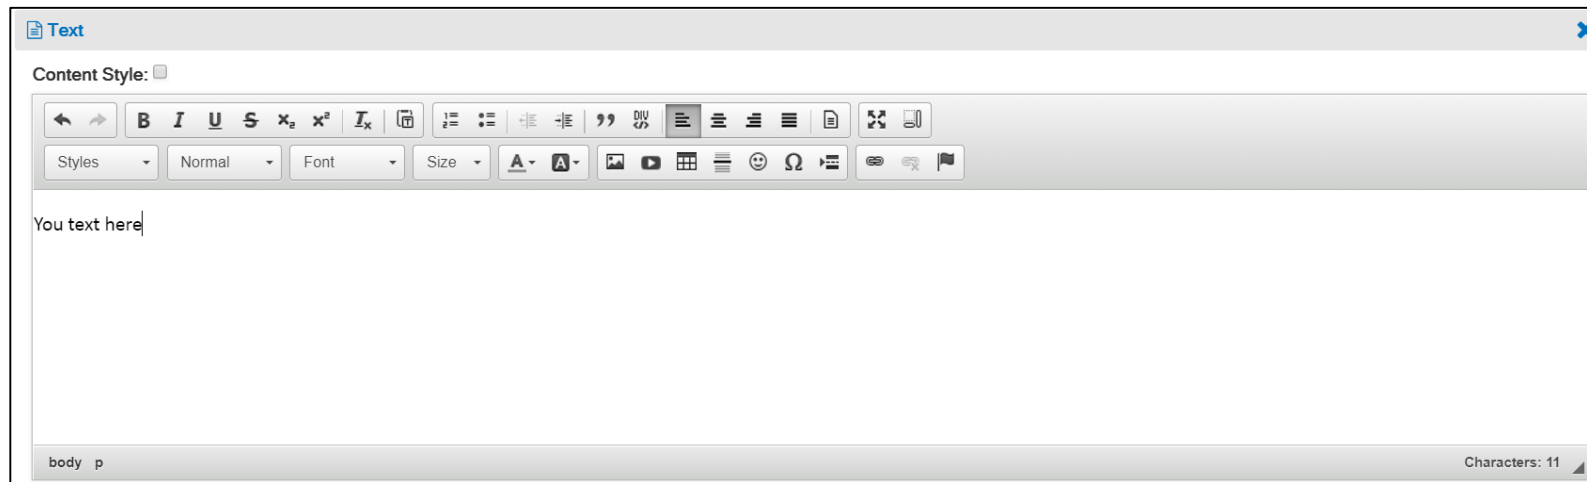 Text
Content Style:
Styles Normal Font Size
You text here
body p Characters: 11